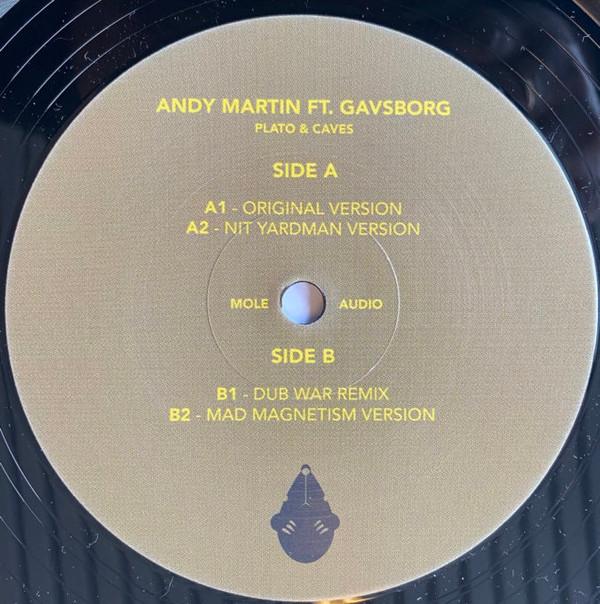 ANDY MARTIN FT. GAVSBORG
PLATO & CAVES
SIDE A
A1 - ORIGINAL VERSION
A2 - NIT YARDMAN VERSION
MOLE AUDIO
SIDE B
B1 - DUB WAR REMIX
B2 - MAD MAGNETISM VERSION